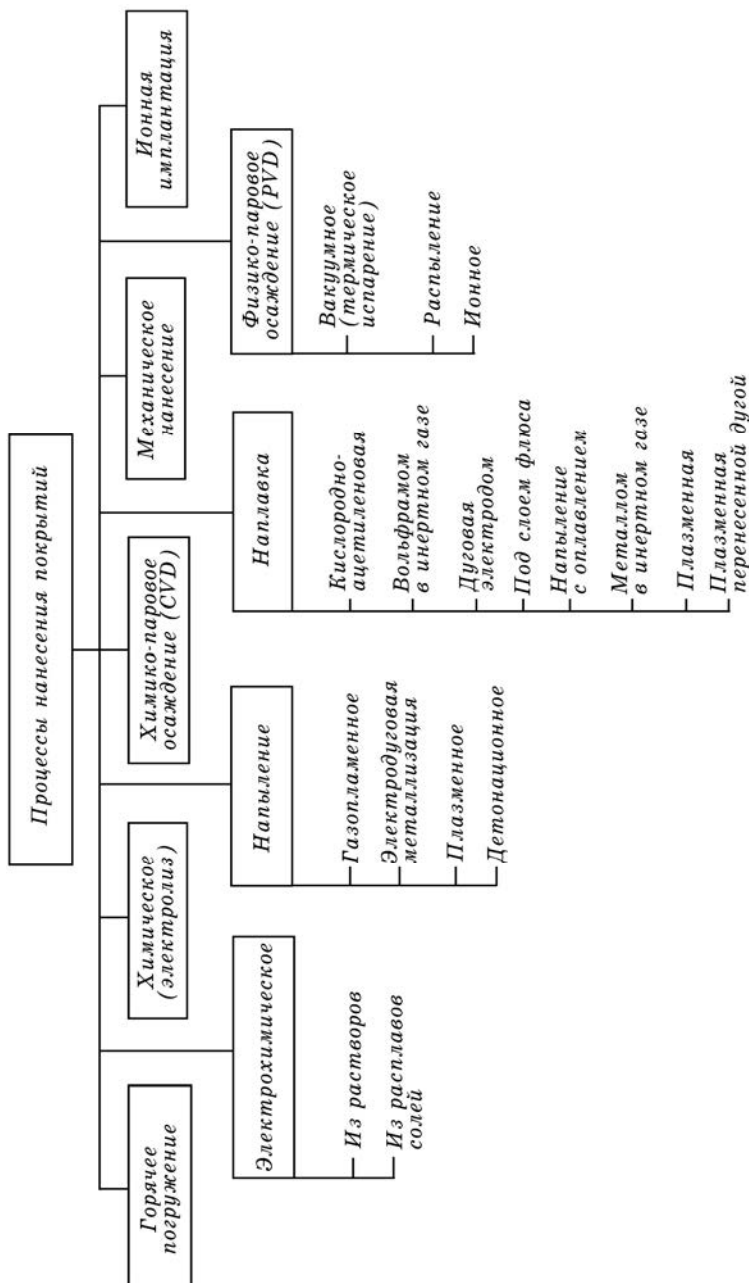 Процессы нанесения покрытий
Горячее
погружение
Химическое
(электролиз)
Химико-паровое
осаждение (CVD)
Механическое
нанесение
Ионная
имплантация
Электрохимическое
Из растворов
Из расплавов
солей
Напыление
Газопламенное
Электродуговая
металлизация
Плазменное
Детонационное
Наплавка
Кислородно-
ацетиленовая
Вольфрамом
в инертном газе
Дуговая
электродом
Под слоем флюса
Напыление
с оплавлением
Металлом
в инертном газе
Плазменная
Плазменная
перенесенной дугой
Физико-паровое
осаждение (PVD)
Вакуумное
(термическое
испарение)
Распыление
Ионное